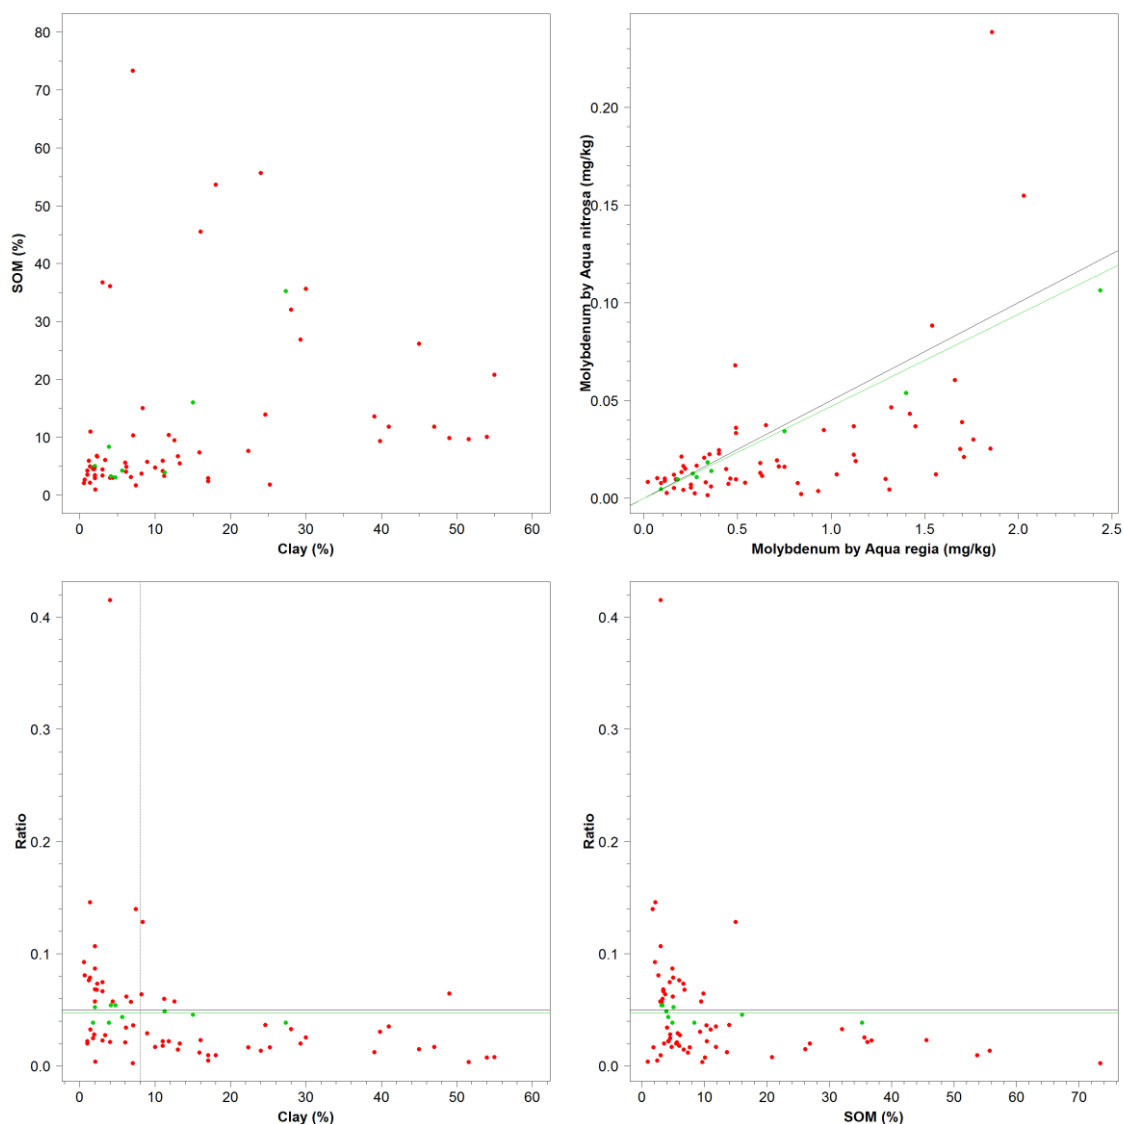 80
70
60
50
40
30
20
10
0
SOM (%)
0 10 20 30 40 50 60
Clay (%)
0.20
0.15
0.10
0.05
0.00
Molybdenum by Aqua nitrosa (mg/kg)
0.0 0.5 1.0 1.5 2.0 2.5
Molybdenum by Aqua regia (mg/kg)
0.4
0.3
0.2
0.1
0.0
Ratio
0 10 20 30 40 50 60
Clay (%)
0.4
0.3
0.2
0.1
0.0
Ratio
0 10 20 30 40 50 60 70
SOM (%)